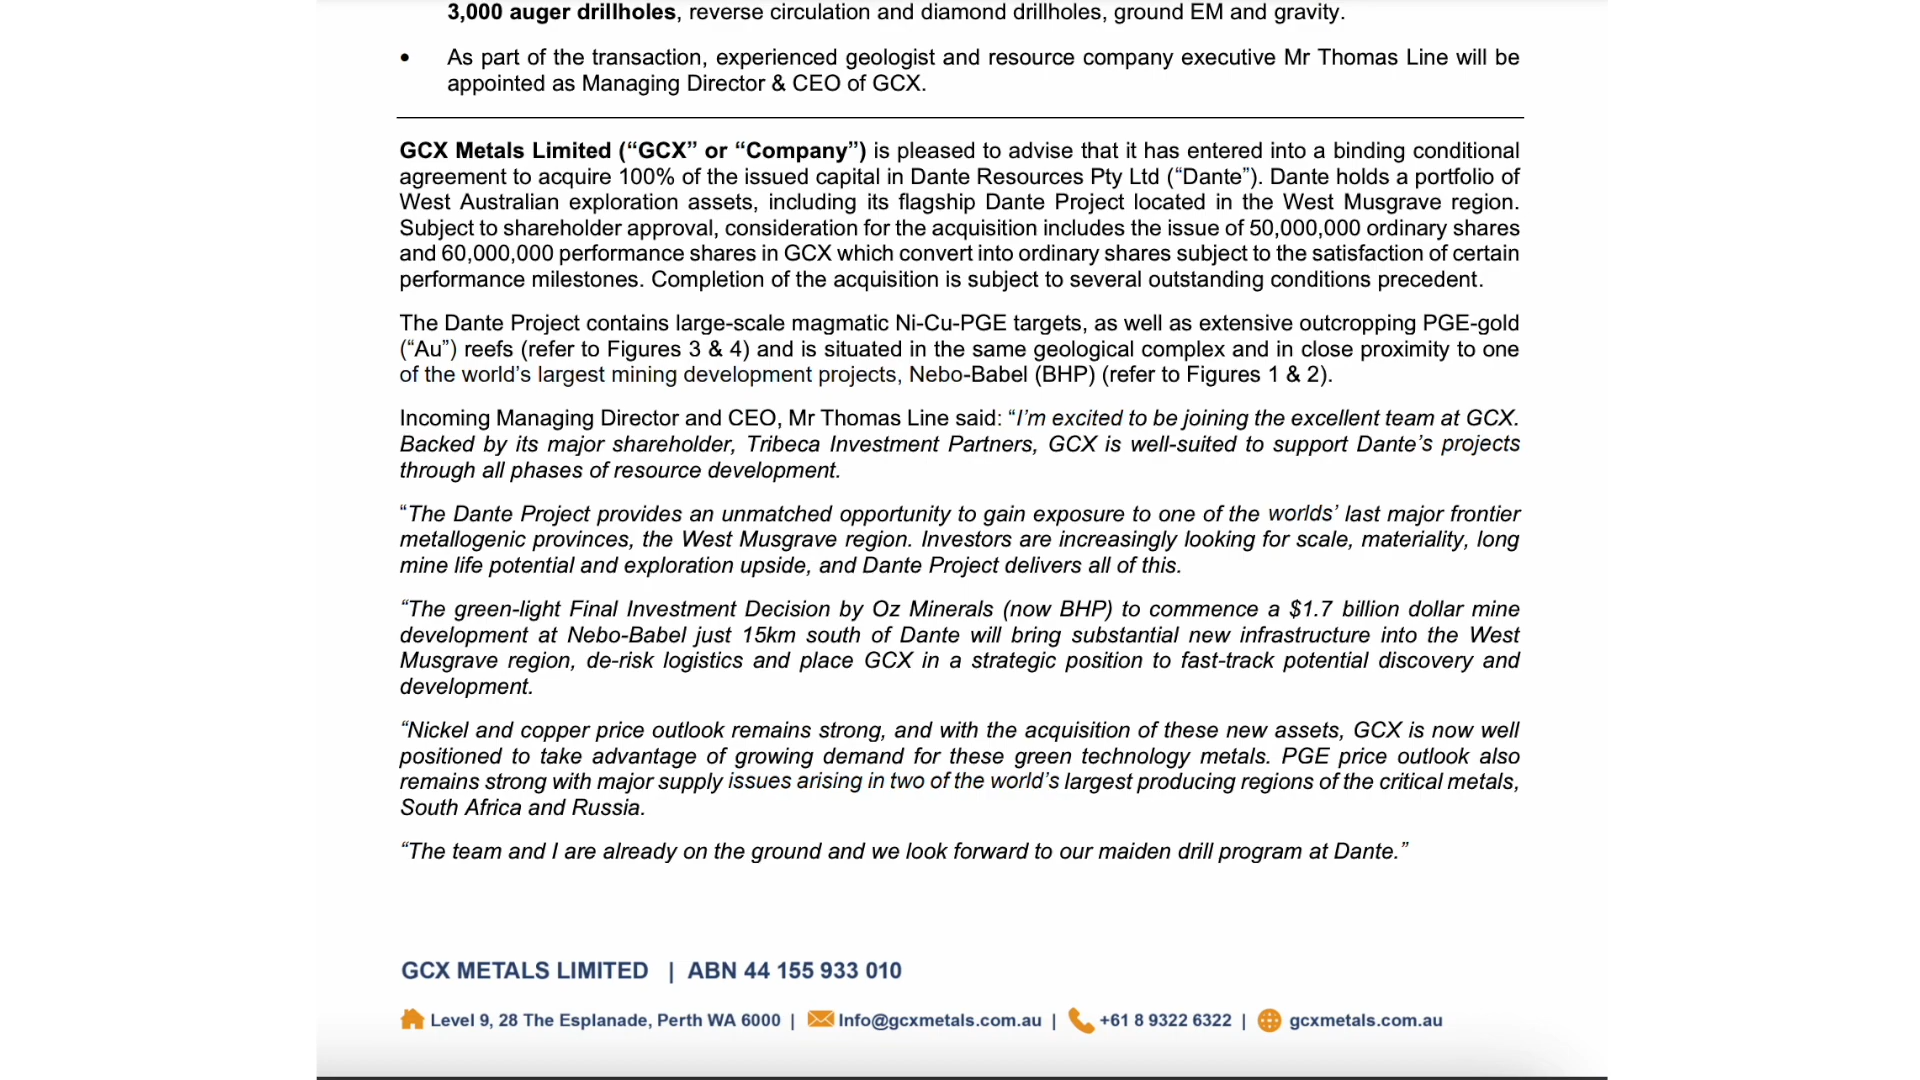 3,000 auger drillholes, reverse circulation and diamond drillholes, ground EM and gravity.
• As part of the transaction, experienced geologist and resource company executive Mr Thomas Line will be
appointed as Managing Director & CEO of GCX.
GCX Metals Limited (“GCX” or “Company”) is pleased to advise that it has entered into a binding conditional
agreement to acquire 100% of the issued capital in Dante Resources Pty Ltd (“Dante”). Dante holds a portfolio of
West Australian exploration assets, including its flagship Dante Project located in the West Musgrave region.
Subject to shareholder approval, consideration for the acquisition includes the issue of 50,000,000 ordinary shares
and 60,000,000 performance shares in GCX which convert into ordinary shares subject to the satisfaction of certain
performance milestones. Completion of the acquisition is subject to several outstanding conditions precedent.
The Dante Project contains large-scale magmatic Ni-Cu-PGE targets, as well as extensive outcropping PGE-gold
(“Au”) reefs (refer to Figures 3 & 4) and is situated in the same geological complex and in close proximity to one
of the world’s largest mining development projects, Nebo-Babel (BHP) (refer to Figures 1 & 2).
Incoming Managing Director and CEO, Mr Thomas Line said: “I’m excited to be joining the excellent team at GCX.
Backed by its major shareholder, Tribeca Investment Partners, GCX is well-suited to support Dante’s projects
through all phases of resource development.
“The Dante Project provides an unmatched opportunity to gain exposure to one of the worlds’ last major frontier
metallogenic provinces, the West Musgrave region. Investors are increasingly looking for scale, materiality, long
mine life potential and exploration upside, and Dante Project delivers all of this.
“The green-light Final Investment Decision by Oz Minerals (now BHP) to commence a $1.7 billion dollar mine
development at Nebo-Babel just 15km south of Dante will bring substantial new infrastructure into the West
Musgrave region, de-risk logistics and place GCX in a strategic position to fast-track potential discovery and
development.
“Nickel and copper price outlook remains strong, and with the acquisition of these new assets, GCX is now well
positioned to take advantage of growing demand for these green technology metals. PGE price outlook also
remains strong with major supply issues arising in two of the world’s largest producing regions of the critical metals,
South Africa and Russia.
“The team and I are already on the ground and we look forward to our maiden drill program at Dante.”
GCX METALS LIMITED | ABN 44 155 933 010
Level 9, 28 The Esplanade, Perth WA 6000 | Info@gcxmetals.com.au | +61 8 9322 6322 | gcxmetals.com.au